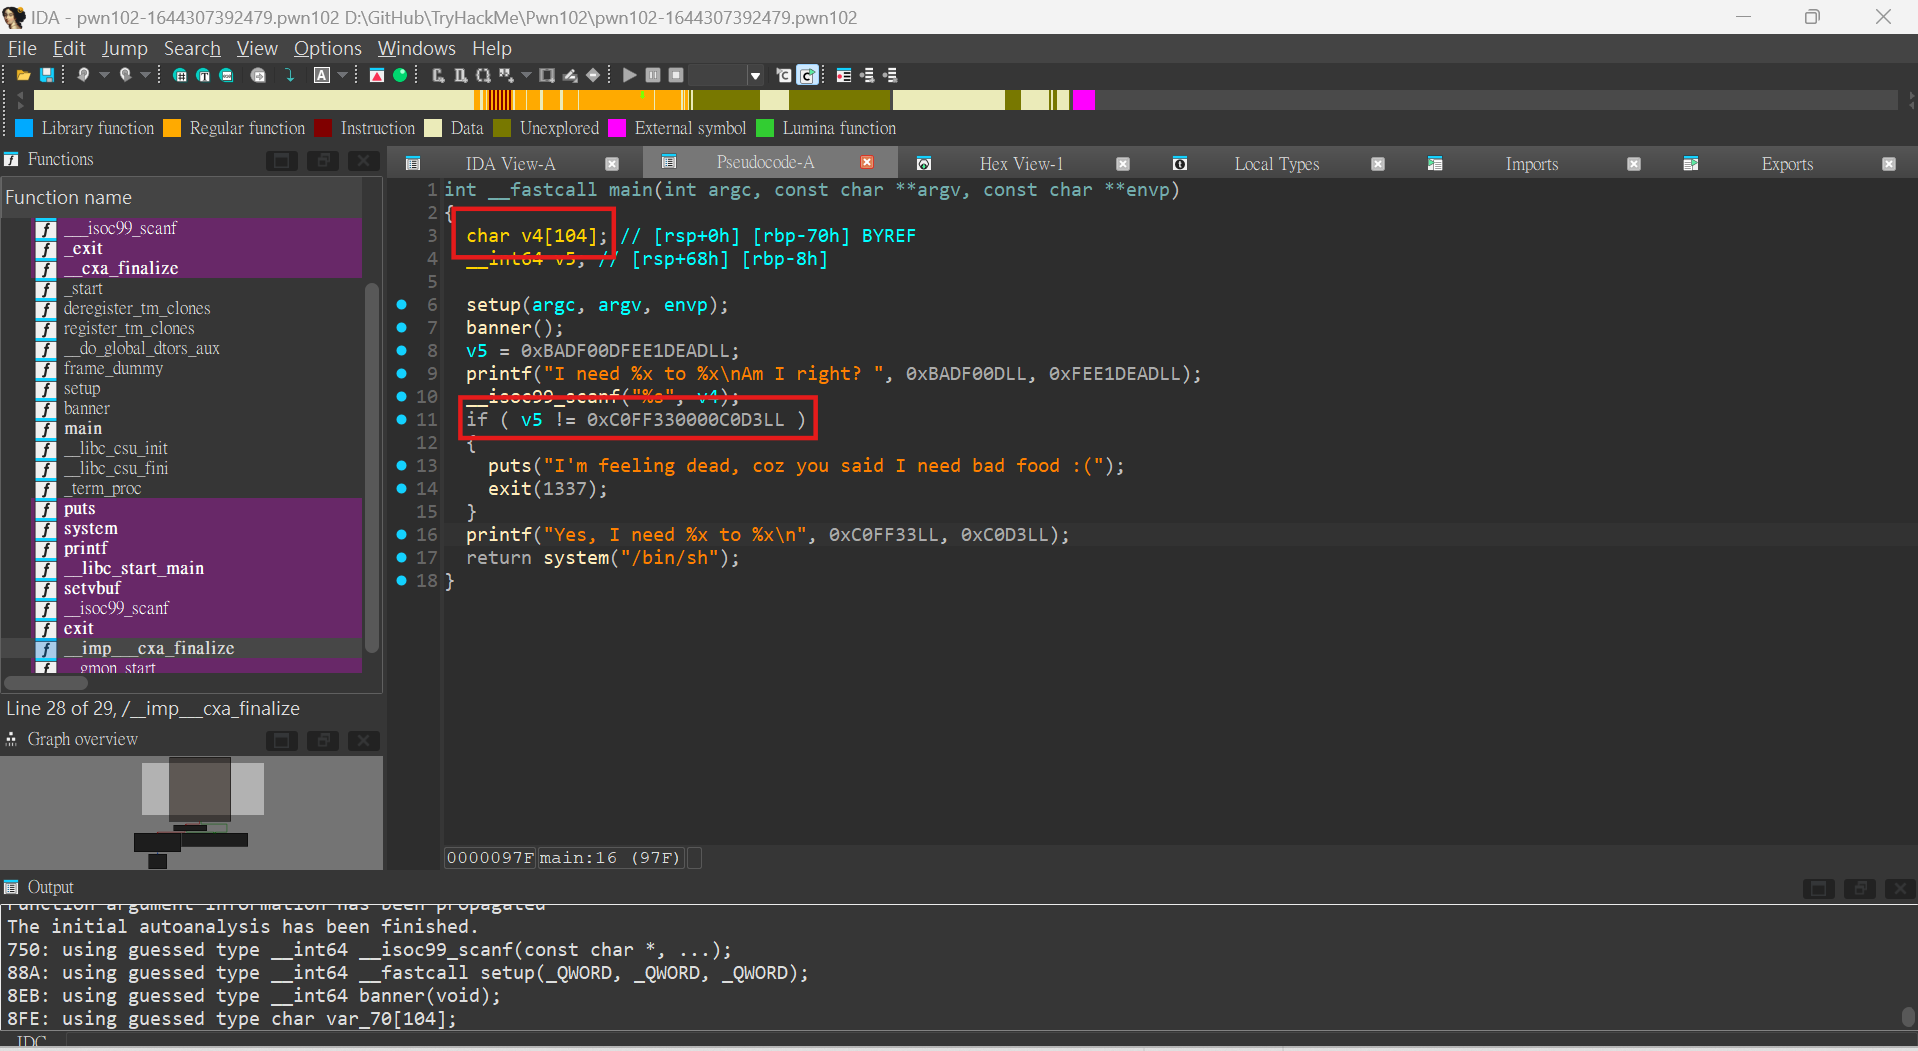 IDA - pwn102-1644307392479.pwn102 D:\GitHub\TryHackMe\Pwn102\pwn102-1644307392479.pwn102
File Edit Jump Search View Options Windows Help
Library function Regular function Instruction Data Unexplored External symbol Lumina function
Functions
Function name
___isoc99_scanf
_exit
__cxa_finalize
_start
deregister_tm_clones
register_tm_clones
__do_global_dtors_aux
frame_dummy
setup
banner
main
__libc_csu_init
__libc_csu_fini
_term_proc
puts
system
printf
__libc_start_main
setvbuf
__isoc99_scanf
exit
__imp___cxa_finalize
__gmon_start__
Line 28 of 29, /__imp___cxa_finalize
Graph overview
IDA View-A Pseudocode-A Hex View-1 Local Types Imports Exports
1 int __fastcall main(int argc, const char **argv, const char **envp)
2 {
3 char v4[104]; // [rsp+0h] [rbp-70h] BYREF
4 __int64 v5; // [rsp+68h] [rbp-8h]
5
6 setup(argc, argv, envp);
7 banner();
8 v5 = 0xBADF00DFEE1DEADLL;
9 printf("I need %x to %x\nAm I right? ", 0xBADF00DLL, 0xFEE1DEADLL);
10 __isoc99_scanf("%s", v4);
11 if ( v5 != 0xC0FF330000C0D3LL )
12 {
13 puts("I'm feeling dead, coz you said I need bad food :(");
14 exit(1337);
15 }
16 printf("Yes, I need %x to %x\n", 0xC0FF33LL, 0xC0D3LL);
17 return system("/bin/sh");
18 }
0000097F main:16 (97F)
Output
Function argument information has been propagated
The initial autoanalysis has been finished.
750: using guessed type __int64 __isoc99_scanf(const char *, ...);
88A: using guessed type __int64 __fastcall setup(_QWORD, _QWORD, _QWORD);
8EB: using guessed type __int64 banner(void);
8FE: using guessed type char var_70[104];
IDC